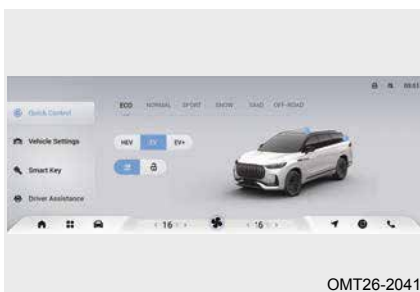 ECO NORMAL SPORT SNOW SAND OFF-ROAD
Quick Control
Vehicle Settings
HEV EV EV+
Smart Key
Driver Assistance
16
16
OMT26-2041